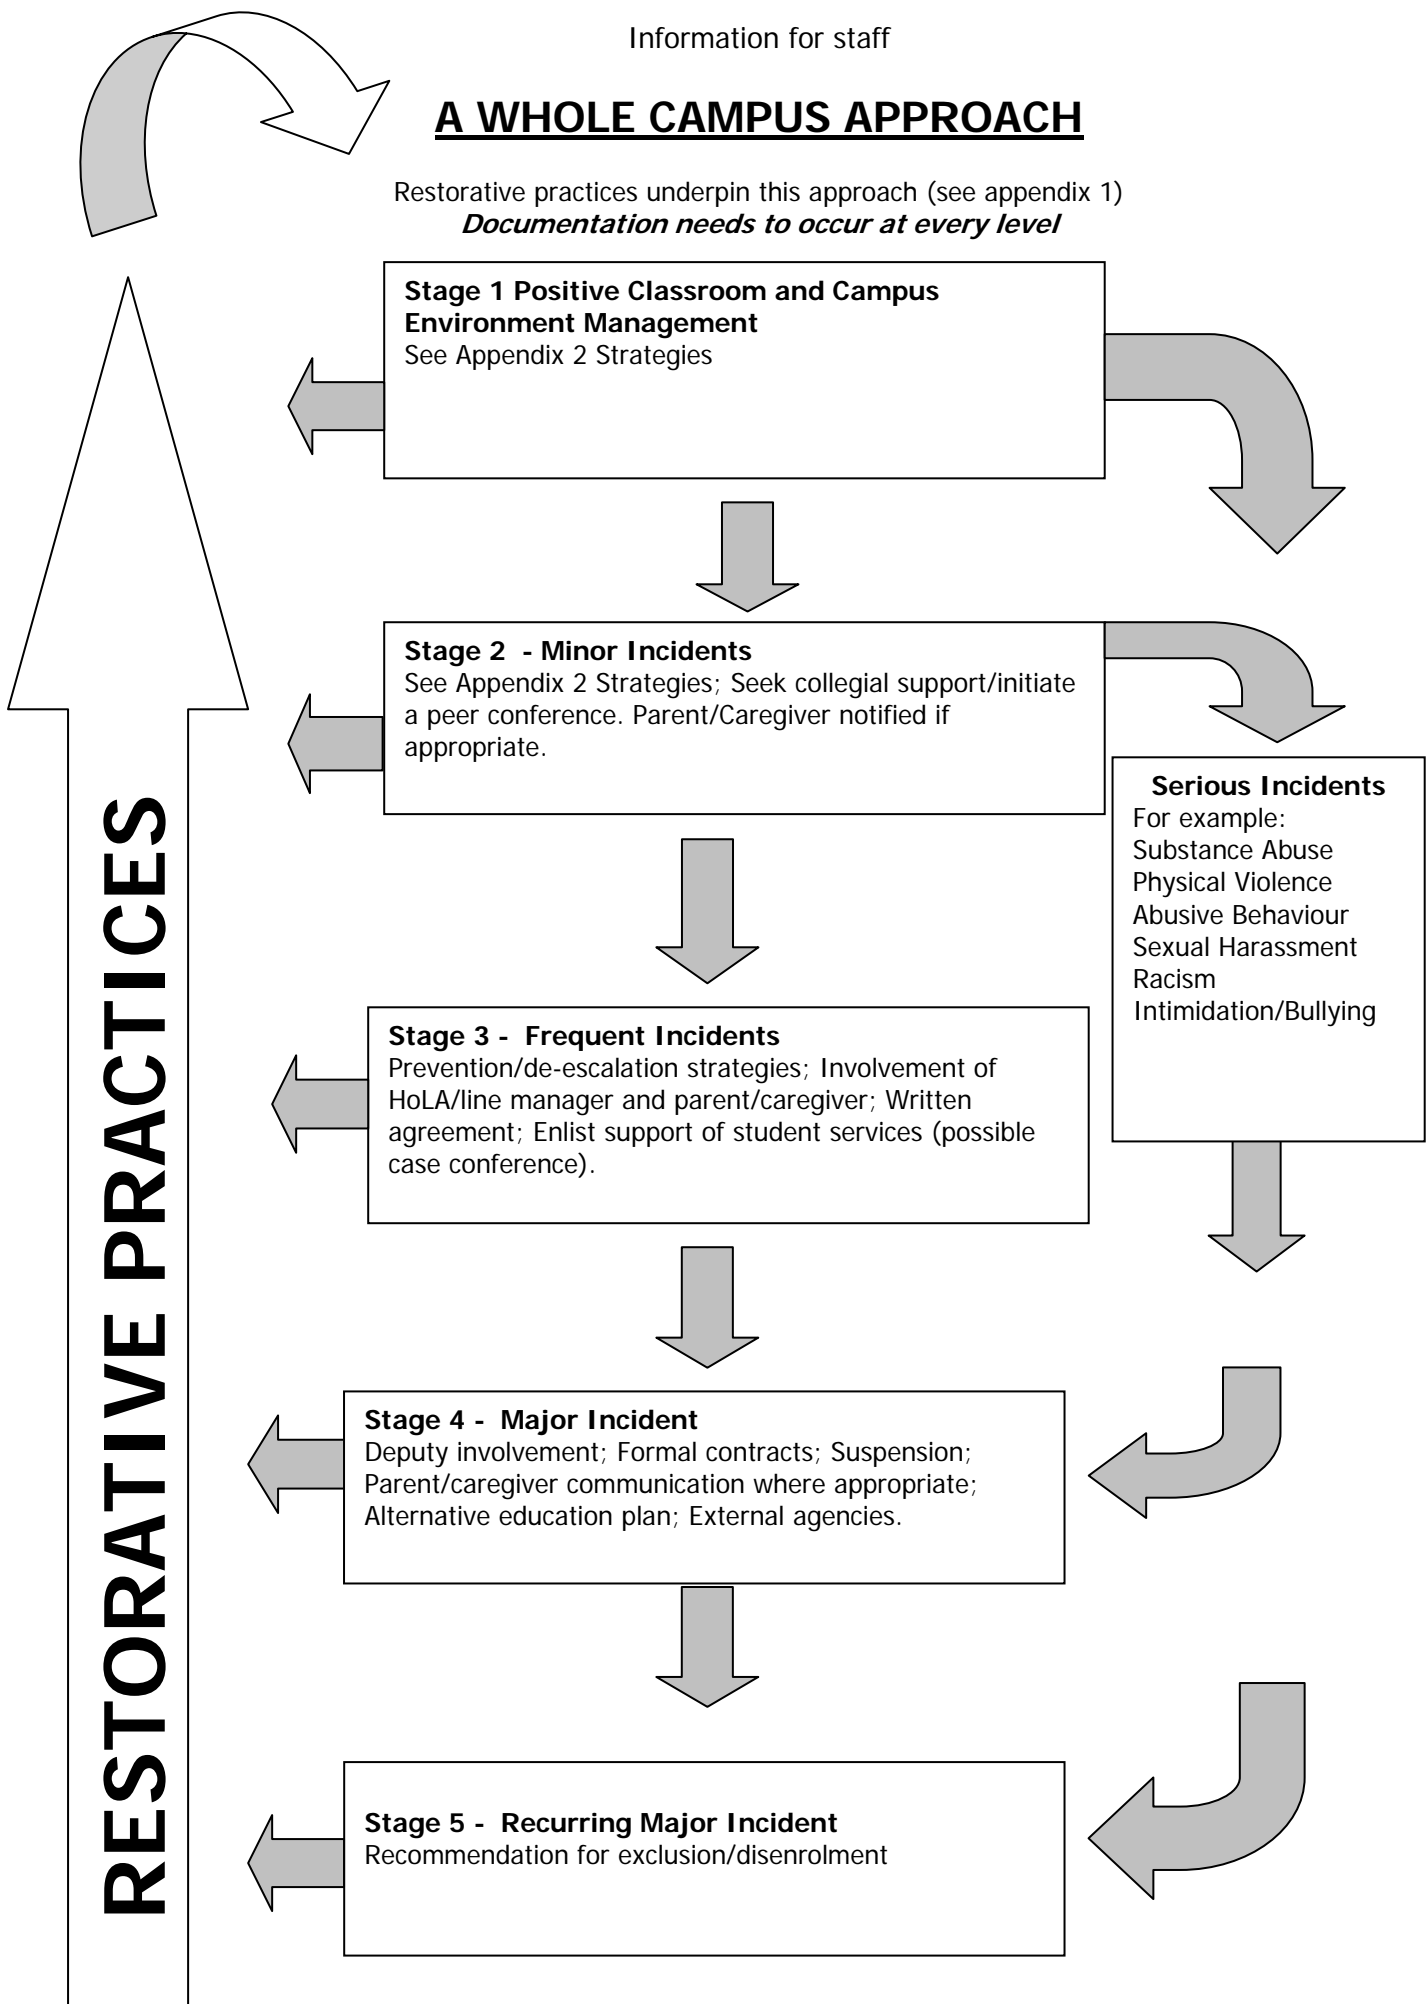 Information for staff
A WHOLE CAMPUS APPROACH
Restorative practices underpin this approach (see appendix 1)
Documentation needs to occur at every level
Stage 1 Positive Classroom and Campus
Environment Management
See Appendix 2 Strategies
Stage 2  - Minor Incidents
See Appendix 2 Strategies; Seek collegial support/initiate
a peer conference. Parent/Caregiver notified if
appropriate.
Serious Incidents
For example:
Substance Abuse
Physical Violence
Abusive Behaviour
Sexual Harassment
Racism
Intimidation/Bullying
Stage 3 -  Frequent Incidents
Prevention/de-escalation strategies; Involvement of
HoLA/line manager and parent/caregiver; Written
agreement; Enlist support of student services (possible
case conference).
Stage 4 -  Major Incident
Deputy involvement; Formal contracts; Suspension;
Parent/caregiver communication where appropriate;
Alternative education plan; External agencies.
Stage 5 -  Recurring Major Incident
Recommendation for exclusion/disenrolment
RESTORATIVE PRACTICES